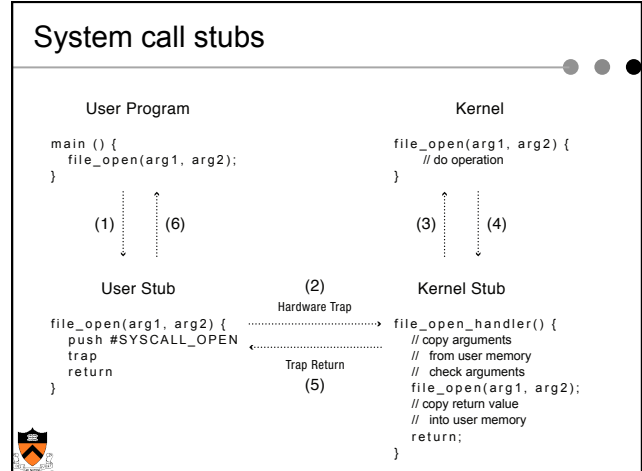 System call stubs
User Program
main () {
file_open(arg1, arg2);
}
(1)
(6)
User Stub
file_open(arg1, arg2) {
push #SYSCALL_OPEN
trap
return
}
(2)
Hardware Trap
Trap Return
(5)
Kernel
file_open(arg1, arg2) {
// do operation
}
(3)
(4)
Kernel Stub
file_open_handler() {
// copy arguments
// from user memory
// check arguments
file_open(arg1, arg2);
// copy return value
// into user memory
return;
}